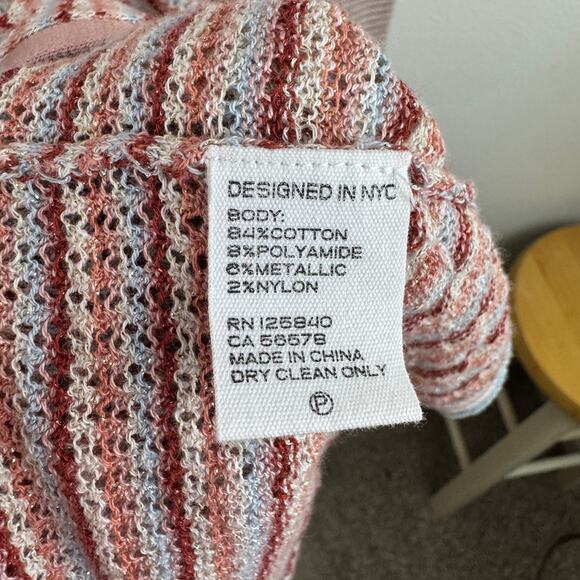 DESIGNED IN NYC
BODY:
84%COTTON
8%POLYAMIDE
6%METALLIC
2%NYLON
RN 125840
CA 56578
MADE IN CHINA
DRY CLEAN ONLY
P